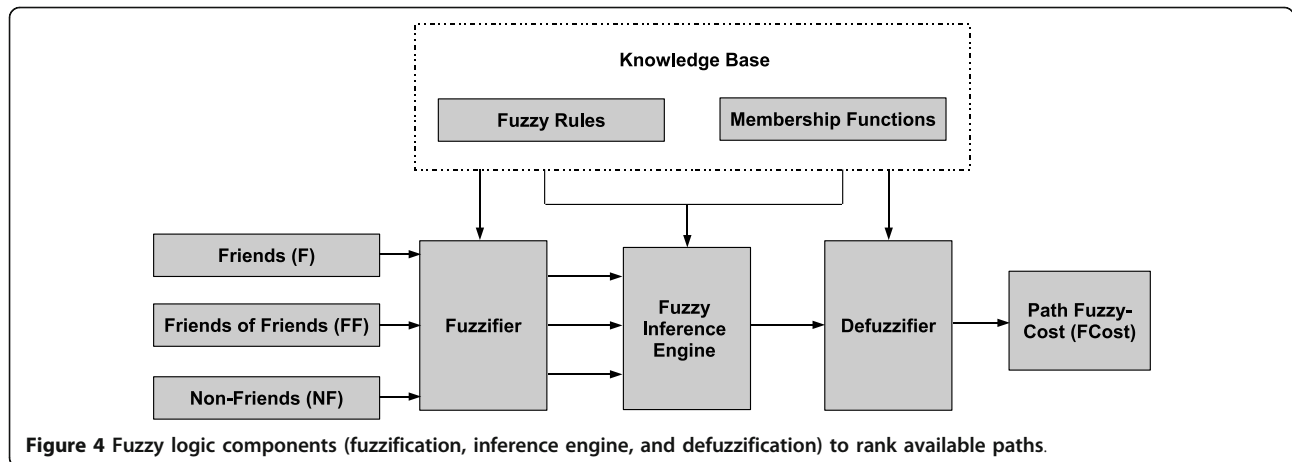 Knowledge Base
Fuzzy Rules
Membership Functions
Friends (F)
Friends of Friends (FF)
Non-Friends (NF)
Fuzzifier
Fuzzy
Inference
Engine
Defuzzifier
Path Fuzzy-
Cost (FCost)
Figure 4 Fuzzy logic components (fuzzification, inference engine, and defuzzification) to rank available paths.